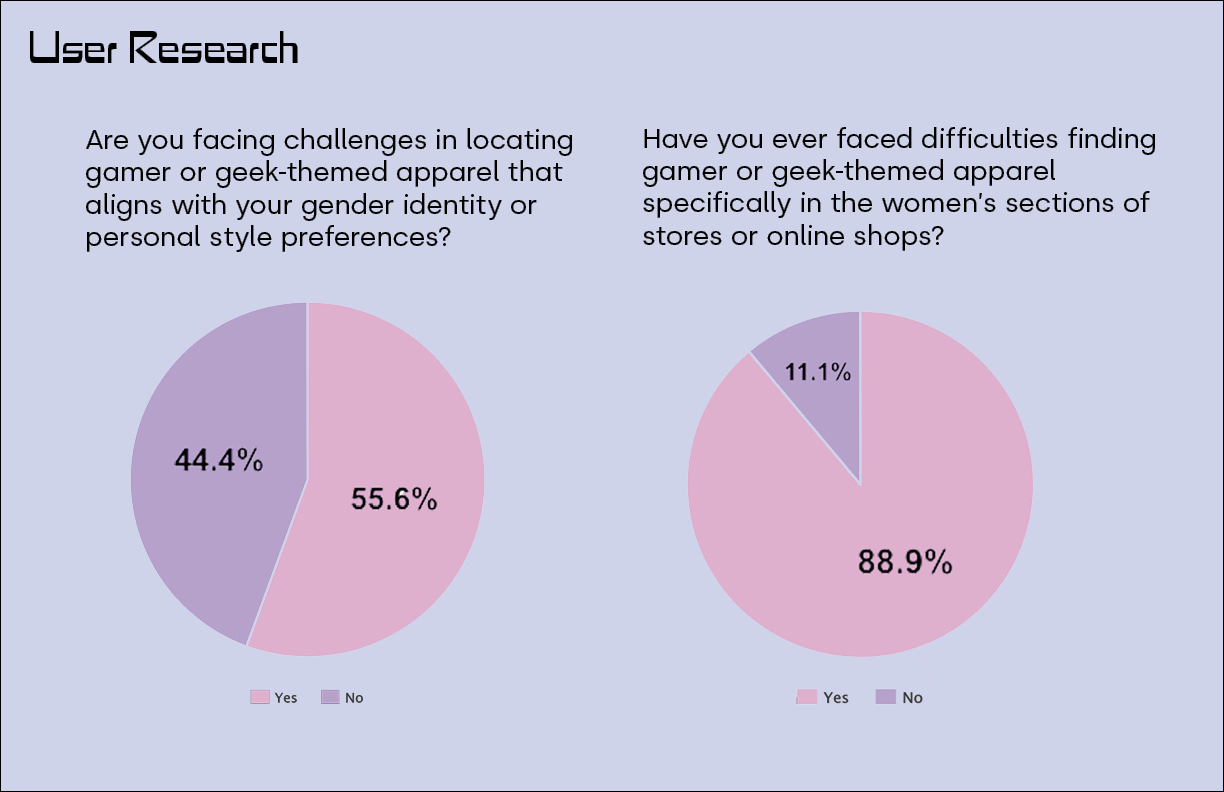 User Research
Are you facing challenges in locating
gamer or geek-themed apparel that
aligns with your gender identity or
personal style preferences?
44.4%
55.6%
Yes No
Have you ever faced difficulties finding
gamer or geek-themed apparel
specifically in the women's sections of
stores or online shops?
11.1%
88.9%
Yes No